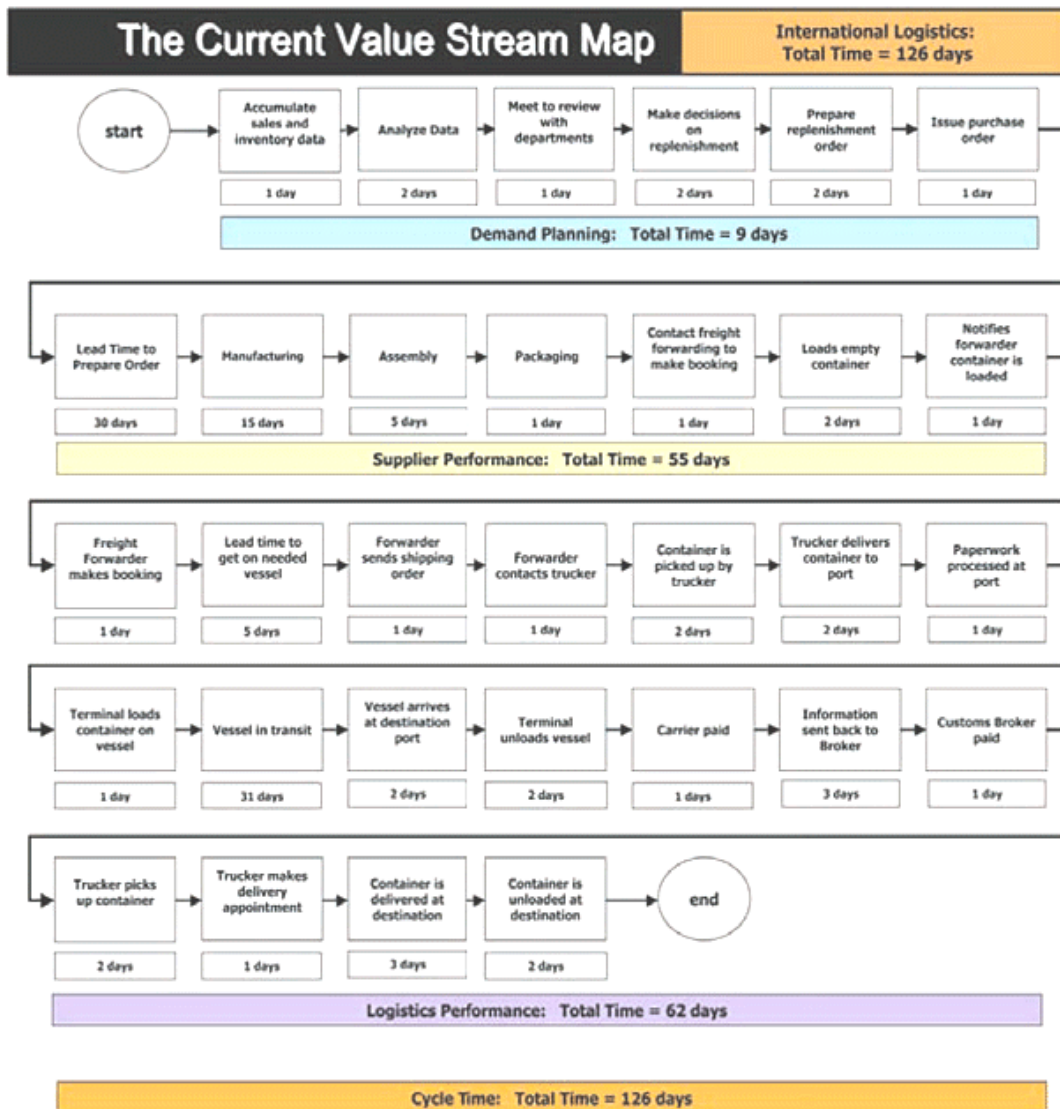 The Current Value Stream Map
International Logistics:
Total Time = 126 days
start
Accumulate
sales and
inventory data
Analyze Data
Meet to review
with
departments
Make decisions
on
replenishment
Prepare
replenishment
order
Issue purchase
order
1 day
2 days
1 day
2 days
2 days
1 day
Demand Planning: Total Time = 9 days
Lead Time to
Prepare Order
Manufacturing
Assembly
Packaging
Contact freight
forwarding to
make booking
Loads empty
container
Notifies
forwarder
container is
loaded
30 days
15 days
5 days
1 day
1 day
2 days
1 day
Supplier Performance: Total Time = 55 days
Freight
Forwarder
makes booking
Lead time to
get on needed
vessel
Forwarder
sends shipping
order
Forwarder
contacts trucker
Container is
picked up by
trucker
Trucker delivers
container to
port
Paperwork
processed at
port
1 day
5 days
1 day
1 day
2 days
2 days
1 day
Terminal loads
container on
vessel
Vessel in transit
Vessel arrives
at destination
port
Terminal
unloads vessel
Carrier paid
Information
sent back to
Broker
Customs Broker
paid
1 day
31 days
2 days
2 days
1 days
3 days
1 day
Trucker picks
up container
Trucker makes
delivery
appointment
Container is
delivered at
destination
Container is
unloaded at
destination
end
2 days
1 days
3 days
2 days
Logistics Performance: Total Time = 62 days
Cycle Time: Total Time = 126 days